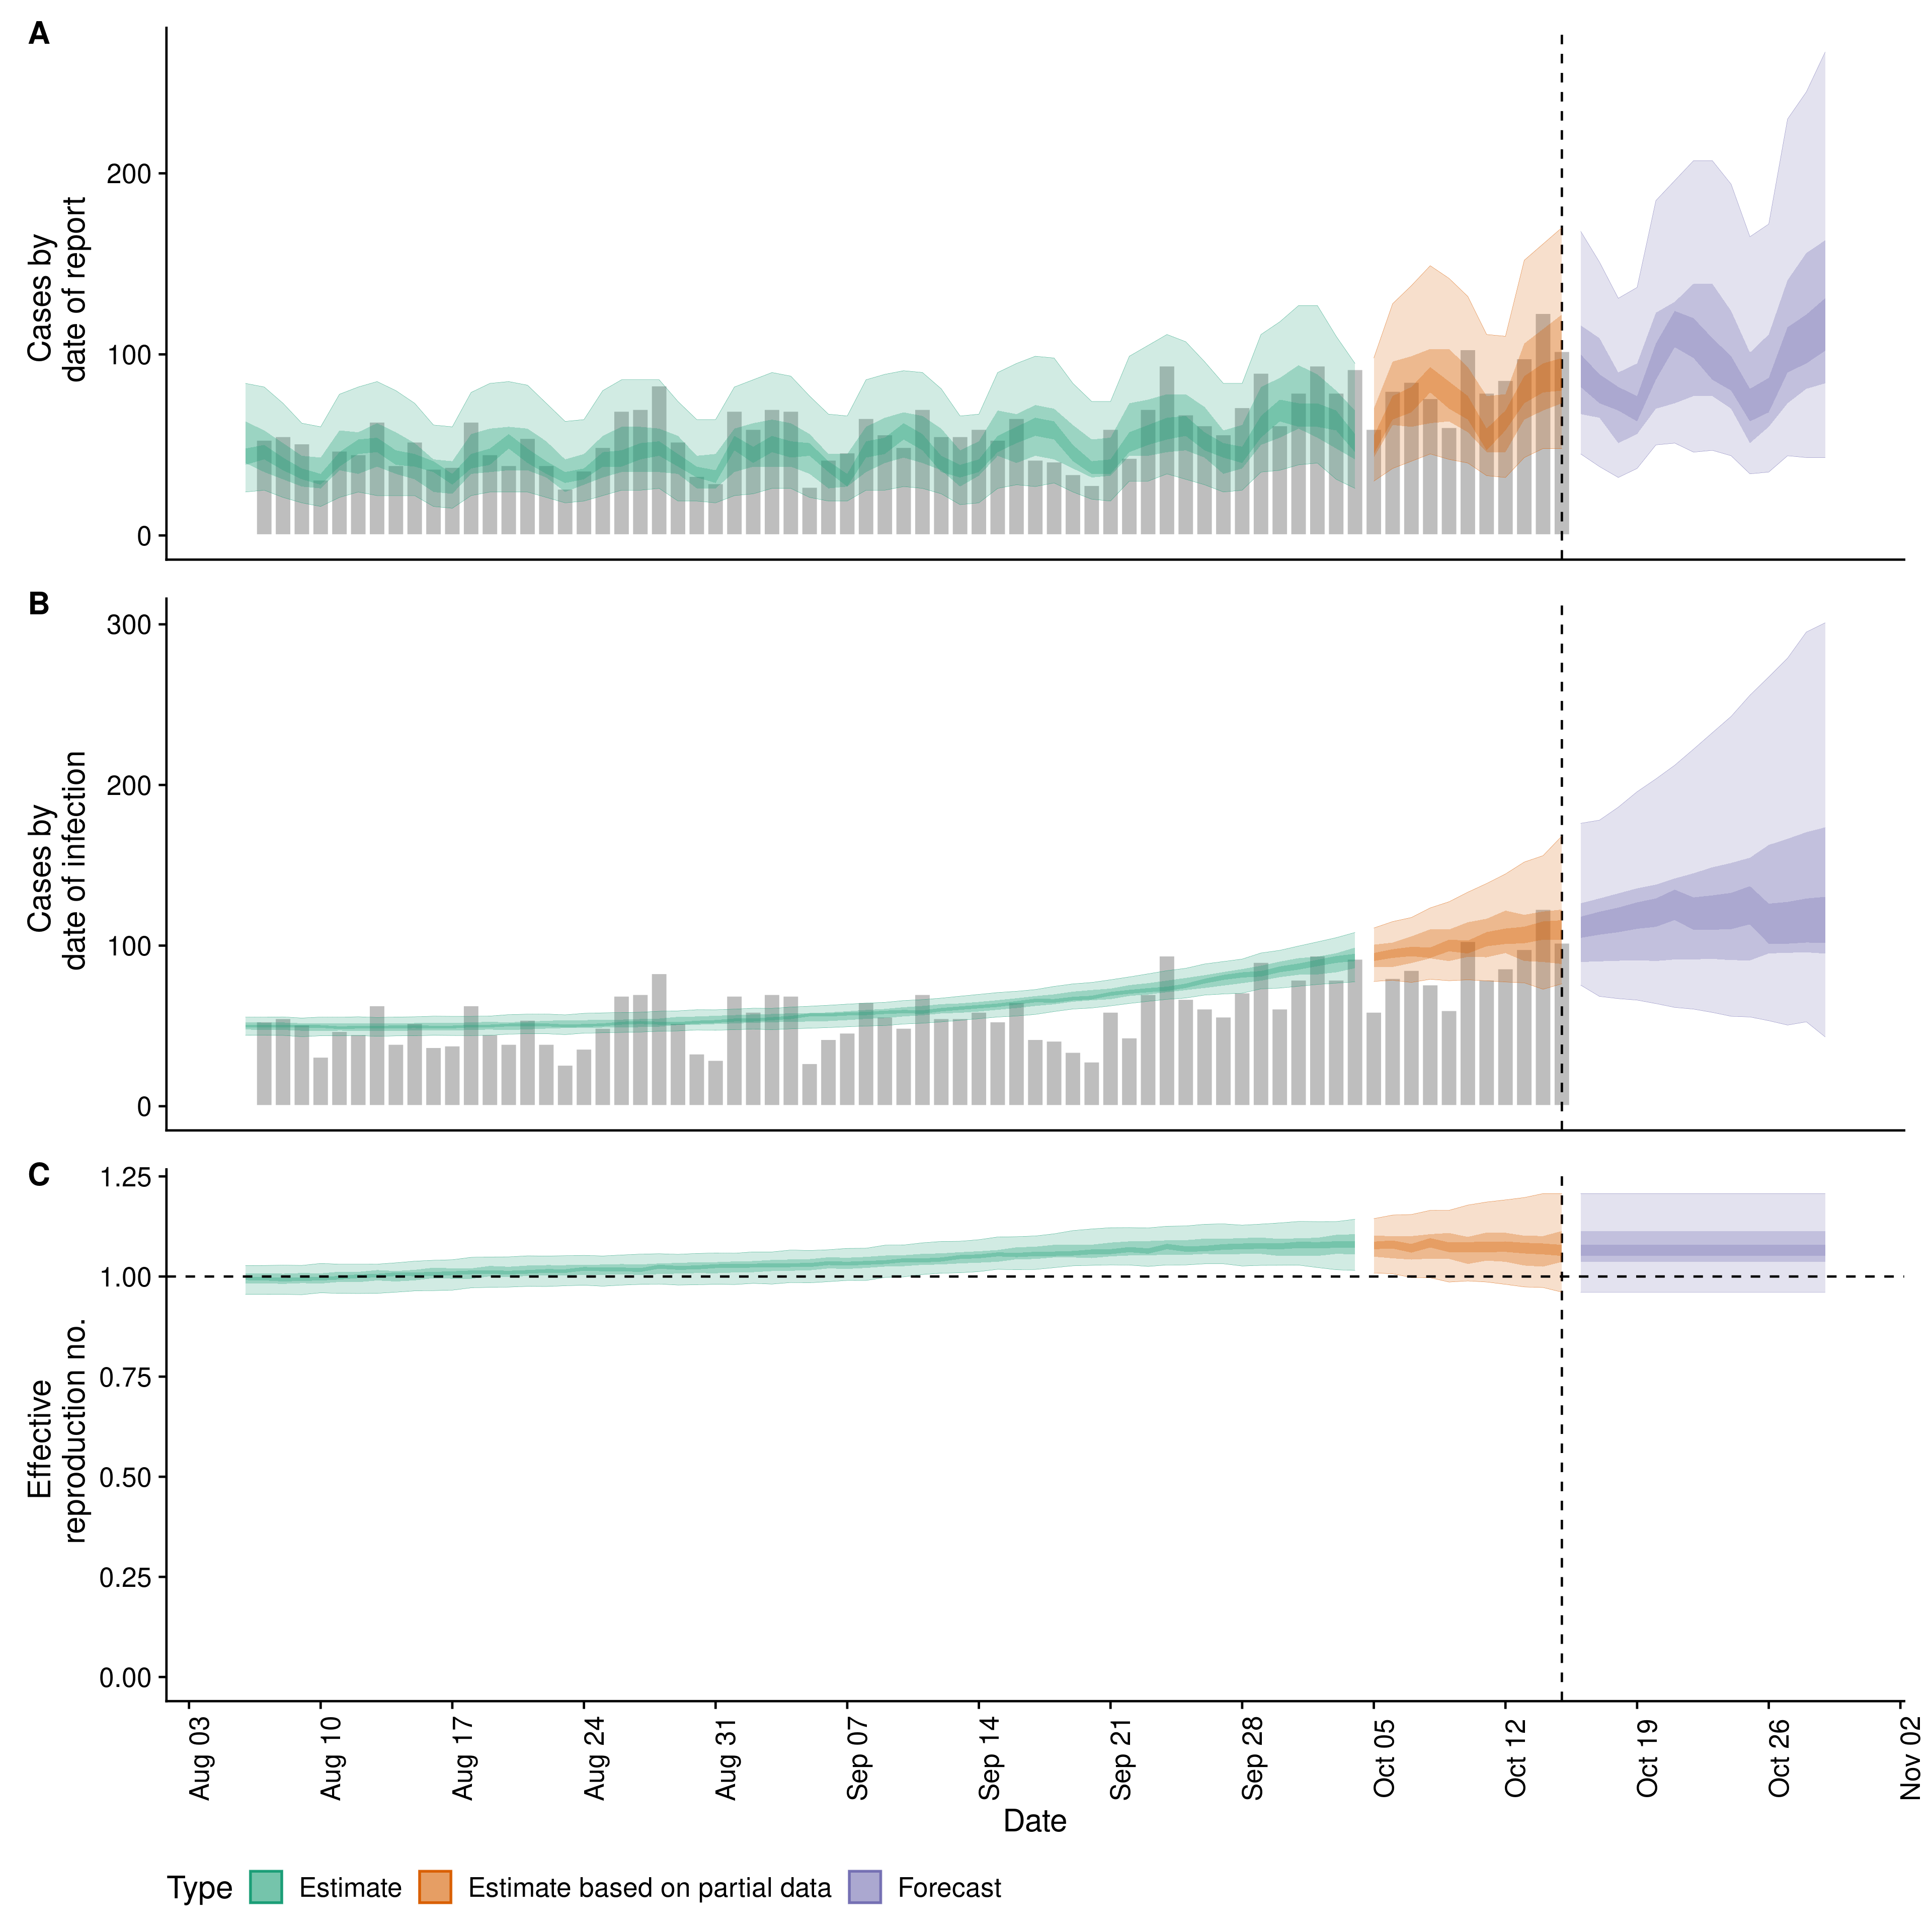 A
Cases by
date of report
200
100
0
B
Cases by
date of infection
300
200
100
0
C
Effective
reproduction no.
1.25
1.00
0.75
0.50
0.25
0.00
Aug 03
Aug 10
Aug 17
Aug 24
Aug 31
Sep 07
Sep 14
Sep 21
Sep 28
Oct 05
Oct 12
Oct 19
Oct 26
Nov 02
Date
Type Estimate Estimate based on partial data Forecast